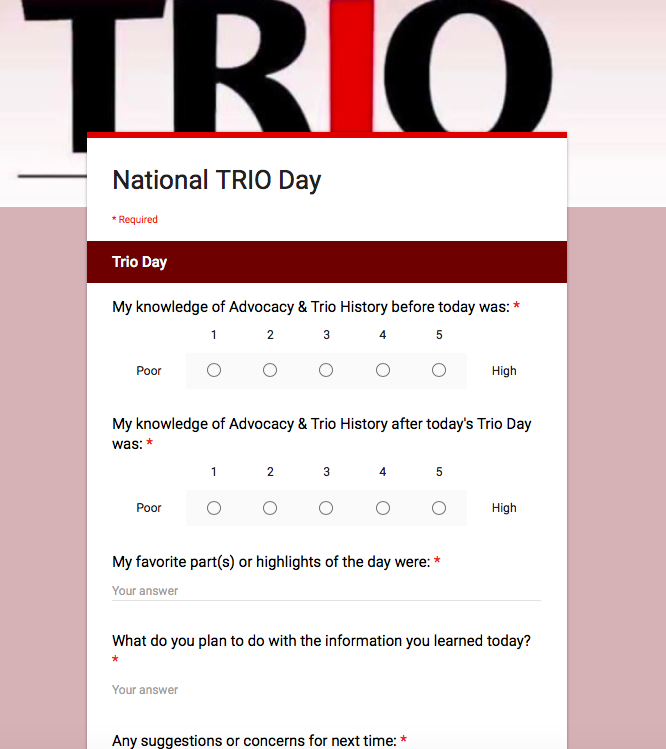 TRIO
National TRIO Day
* Required
Trio Day
My knowledge of Advocacy & Trio History before today was: *
1 2 3 4 5
Poor High
My knowledge of Advocacy & Trio History after today's Trio Day
was: *
1 2 3 4 5
Poor High
My favorite part(s) or highlights of the day were: *
Your answer
What do you plan to do with the information you learned today?
*
Your answer
Any suggestions or concerns for next time: *